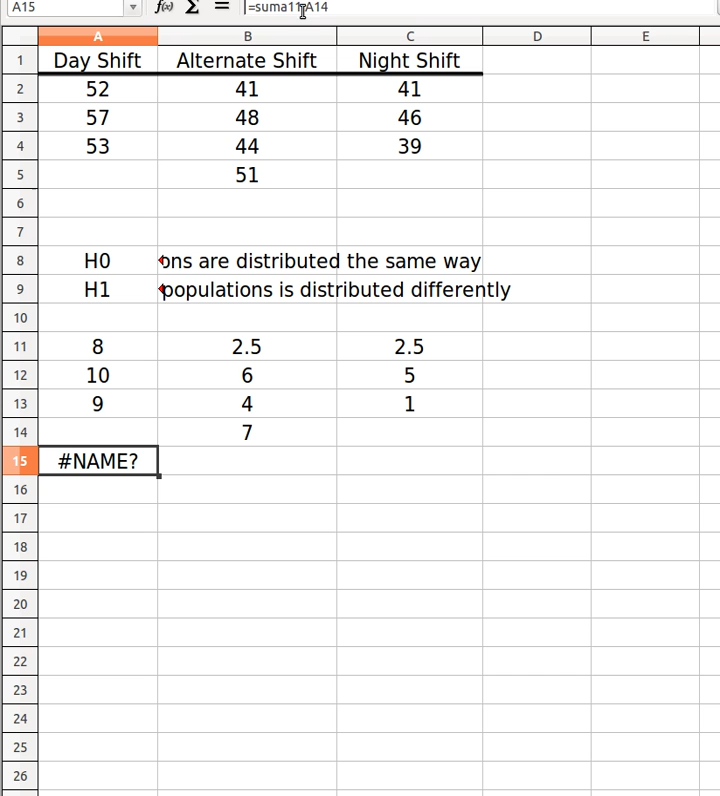 A15 f(x) Σ = =suma11:A14
A B C D E
1 Day Shift Alternate Shift Night Shift
2 52 41 41
3 57 48 46
4 53 44 39
5 51
6
7
8 H0 ons are distributed the same way
9 H1 populations is distributed differently
10
11 8 2.5 2.5
12 10 6 5
13 9 4 1
14 7
15 #NAME?
16
17
18
19
20
21
22
23
24
25
26